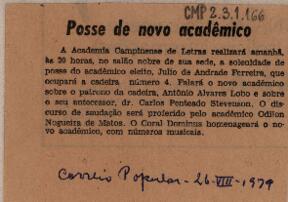 CMP 2.3.1.166
Posse de novo acadêmico
A Academia Campinense de Letras realizará amanhã,
às 20 horas, no salão nobre de sua sede, a solenidade de
posse do acadêmico eleito, Julio de Andrade Ferreira, que
ocupará a cadeira número 4. Falará o novo acadêmico
sobre o patrono da cadeira, Antônio Alvares Lobo e sobre
o seu antecessor, dr. Carlos Penteado Stevenson. O dis-
curso de saudação será proferido pelo acadêmico Odilon
Nogueira de Matos. O Coral Dominus homenageará o no-
vo acadêmico, com números musicais.
Correio Popular - 26-VIII-1979